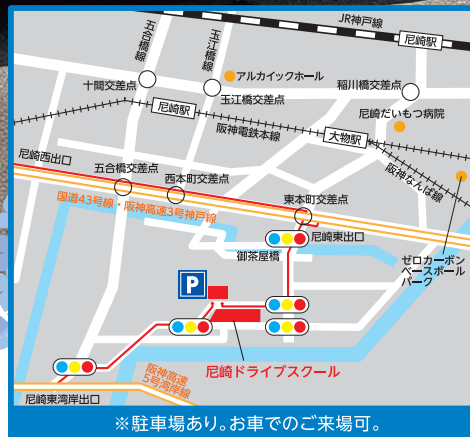 JR神戸線
尼崎駅
五合橋線
玉江橋線
アルカイックホール
十間交差点
玉江橋交差点
稲川橋交差点
尼崎駅
尼崎だいもつ病院
阪神電鉄本線
大物駅
阪神なんば線
尼崎西出口
五合橋交差点
西本町交差点
国道43号線・阪神高速3号神戸線
東本町交差点
尼崎東出口
御茶屋橋
ゼロカーボン
ベースボール
パーク
P
尼崎ドライブスクール
阪神高速
5号湾岸線
尼崎東湾岸出口
※駐車場あり。お車でのご来場可。